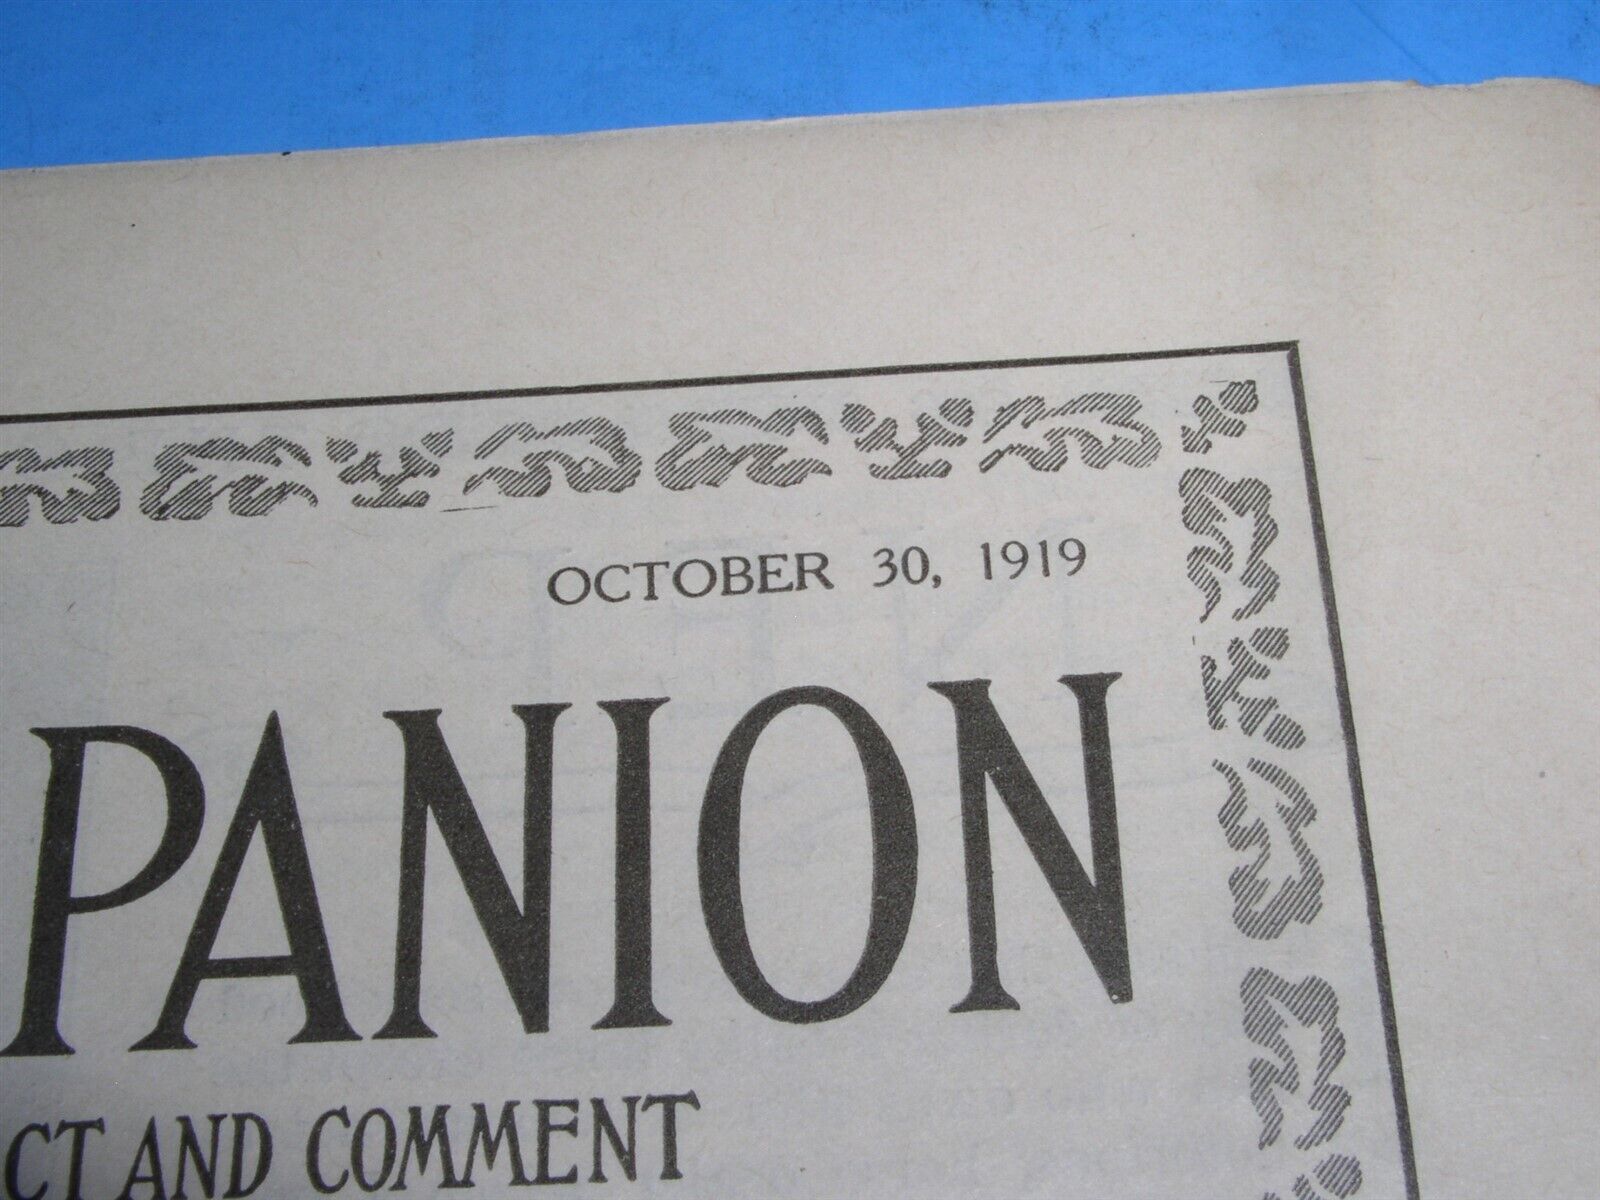 OCTOBER 30, 1919
PANION
CT AND COMMENT